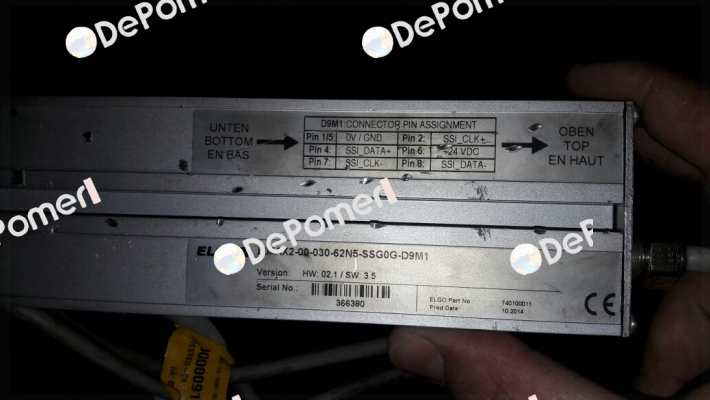 DePomerl
DePomerl
UNTEN
BOTTOM
EN BAS
D9M1:CONNECTOR PIN ASSIGNMENT
Pin 1/5: 0V / GND Pin 2: SSI_CLK+
Pin 4: SSI_DATA+ Pin 6: +24 VDC
Pin 7: SSI_CLK- Pin 8: SSI_DATA-
OBEN
TOP
EN HAUT
DePomerl
DePomerl
DePomerl
X2-00-030-62N5-SSG0G-D9M1
Version: HW: 02.1 / SW: 3.5
Serial No.:
366380
ELGO Part No 740100011
Prod Date: 10.2014
CE